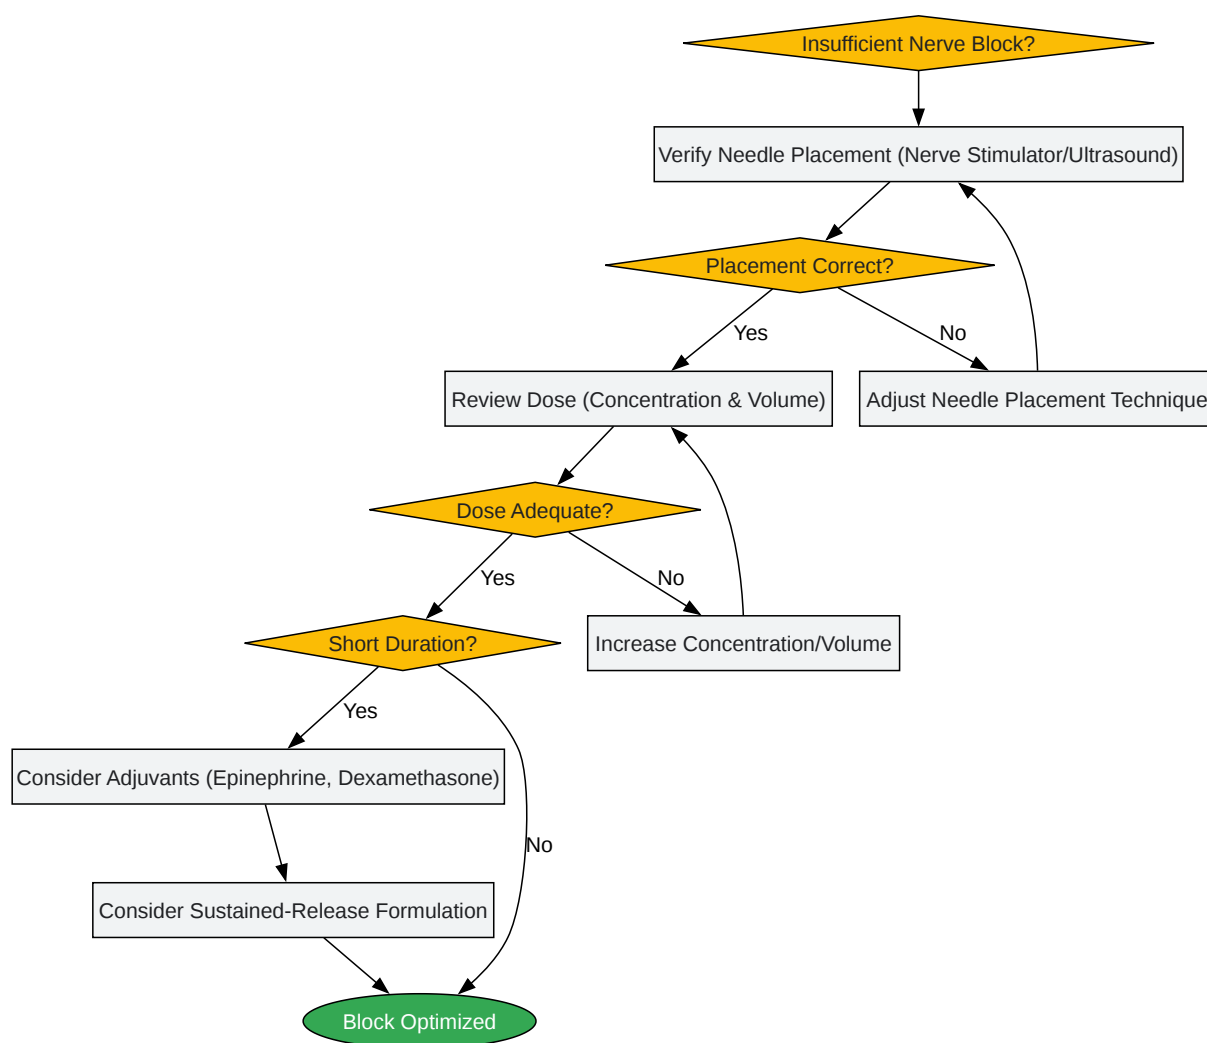 Insufficient Nerve Block?
Verify Needle Placement (Nerve Stimulator/Ultrasound)
Placement Correct?
Yes
No
Review Dose (Concentration & Volume)
Adjust Needle Placement Technique
Dose Adequate?
Yes
No
Short Duration?
Increase Concentration/Volume
Yes
Consider Adjuvants (Epinephrine, Dexamethasone)
No
Consider Sustained-Release Formulation
Block Optimized